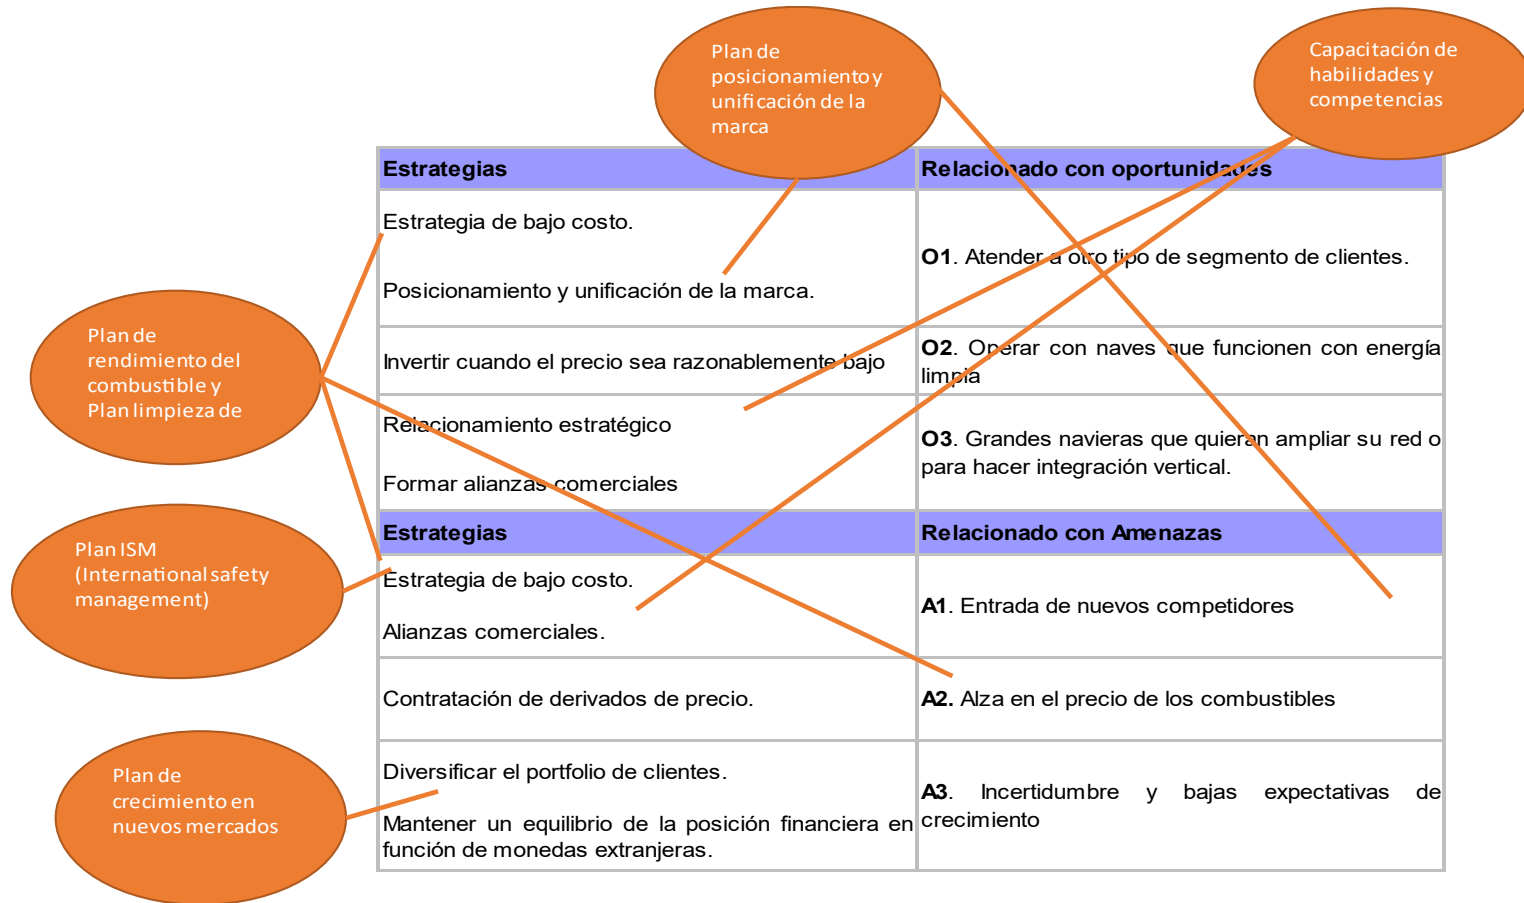 Plan de
posicionamiento y
unificación de la
marca
Capacitación de
habilidades y
competencias
Estrategias
Relacionado con oportunidades
Estrategia de bajo costo.
Posicionamiento y unificación de la marca.
O1. Atender a otro tipo de segmento de clientes.
Plan de
rendimiento del
combustible y
Plan limpieza de
Invertir cuando el precio sea razonablemente bajo
O2. Operar con naves que funcionen con energía
limpia
Relacionamiento estratégico
Formar alianzas comerciales
O3. Grandes navieras que quieran ampliar su red o
para hacer integración vertical.
Estrategias
Relacionado con Amenazas
Plan ISM
(International safety
management)
Estrategia de bajo costo.
Alianzas comerciales.
A1. Entrada de nuevos competidores
Contratación de derivados de precio.
A2. Alza en el precio de los combustibles
Plan de
crecimiento en
nuevos mercados
Diversificar el portfolio de clientes.
Mantener un equilibrio de la posición financiera en
función de monedas extranjeras.
A3. Incertidumbre y bajas expectativas de
crecimiento